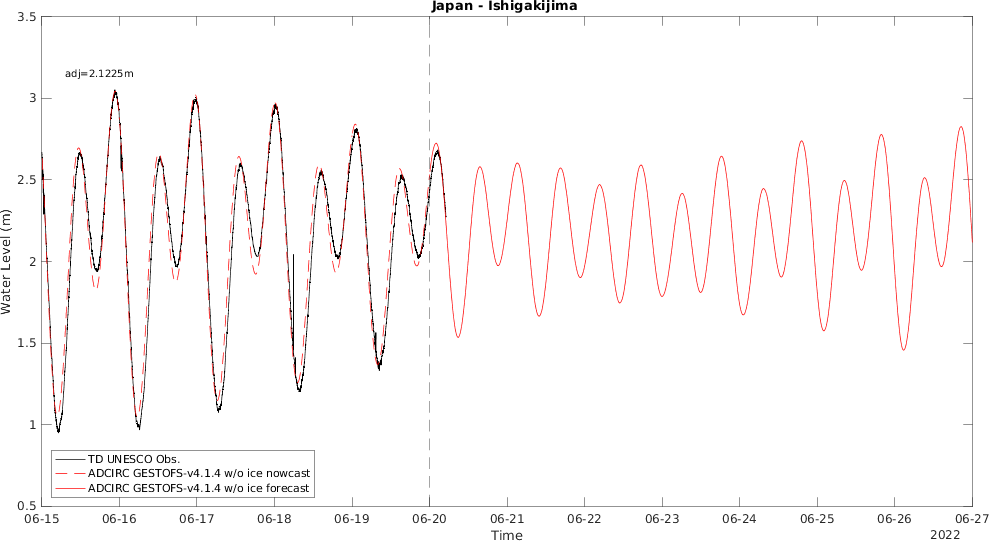 Japan - Ishigakijima
3.5
3
2.5
2
1.5
1
0.5
Water Level (m)
adj=2.1225m
TD UNESCO Obs.
ADCIRC GESTOFS-v4.1.4 w/o ice nowcast
ADCIRC GESTOFS-v4.1.4 w/o ice forecast
06-15 06-16 06-17 06-18 06-19 06-20 06-21 06-22 06-23 06-24 06-25 06-26 06-27
Time
2022